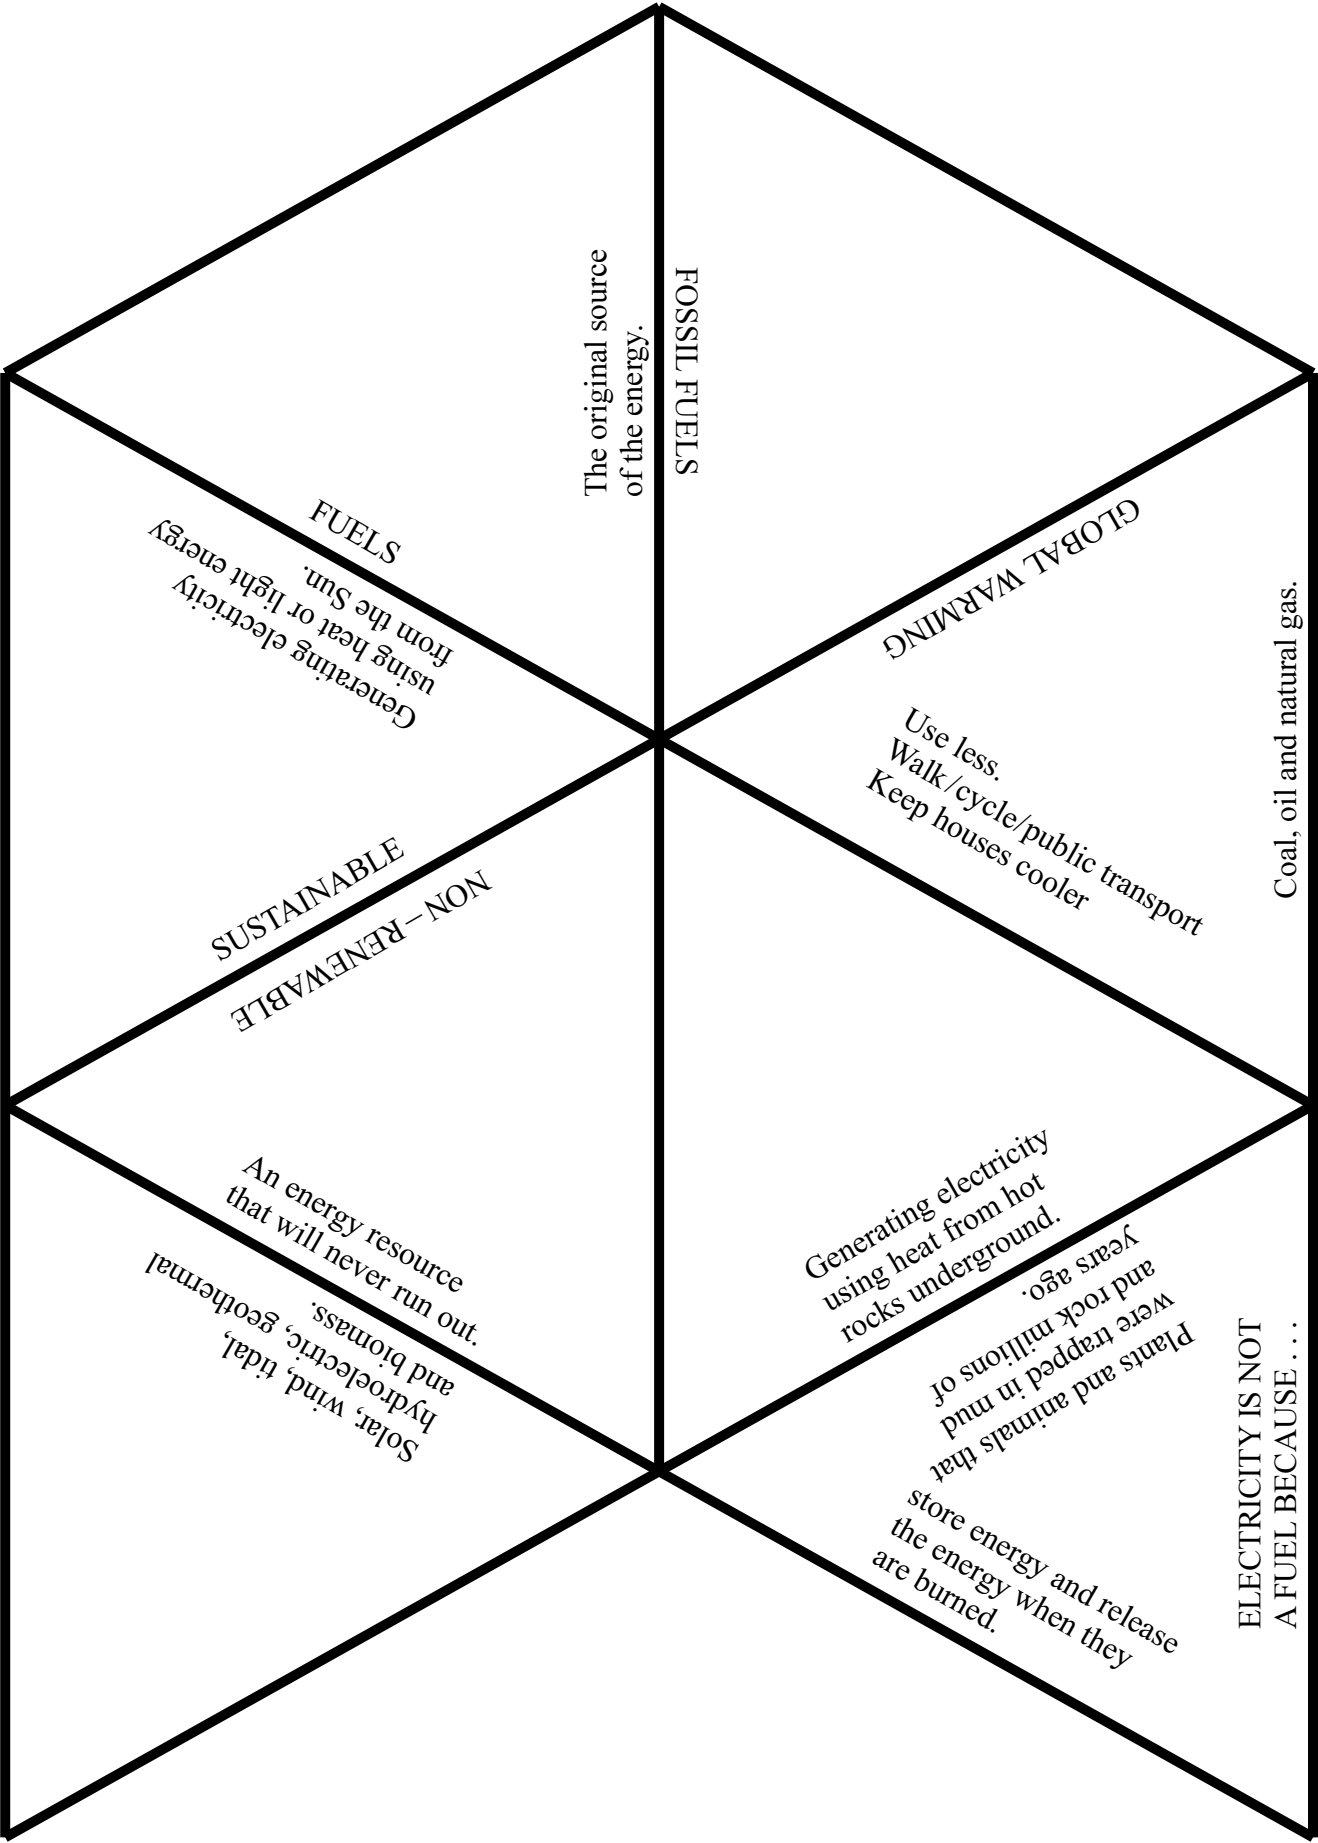 The original source
of the energy.
FOSSIL FUELS
FUELS
Generating electricity
using heat or light energy
from the Sun.
GLOBAL WARMING
Coal, oil and natural gas.
Use less.
Walk/cycle/public transport
Keep houses cooler
SUSTAINABLE
NON – RENEWABLE
An energy resource
that will never run out.
Solar, wind, tidal,
hydroelectric, geothermal
and biomass.
Generating electricity
using heat from hot
rocks underground.
Plants and animals that
were trapped in mud
and rock millions of
years ago.
ELECTRICITY IS NOT
A FUEL BECAUSE . . .
store energy and release
the energy when they
are burned.